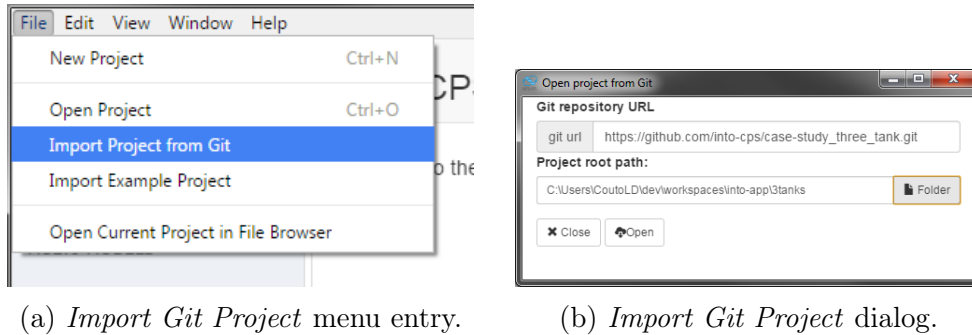 File Edit View Window Help
New Project Ctrl+N
Open Project Ctrl+O
Import Project from Git
Import Example Project
Open Current Project in File Browser
Open project from Git
Git repository URL
git url https://github.com/into-cps/case-study_three_tank.git
Project root path:
C:\Users\CoutoLD\dev\workspaces\into-app\3tanks Folder
Close Open
(a) Import Git Project menu entry.
(b) Import Git Project dialog.